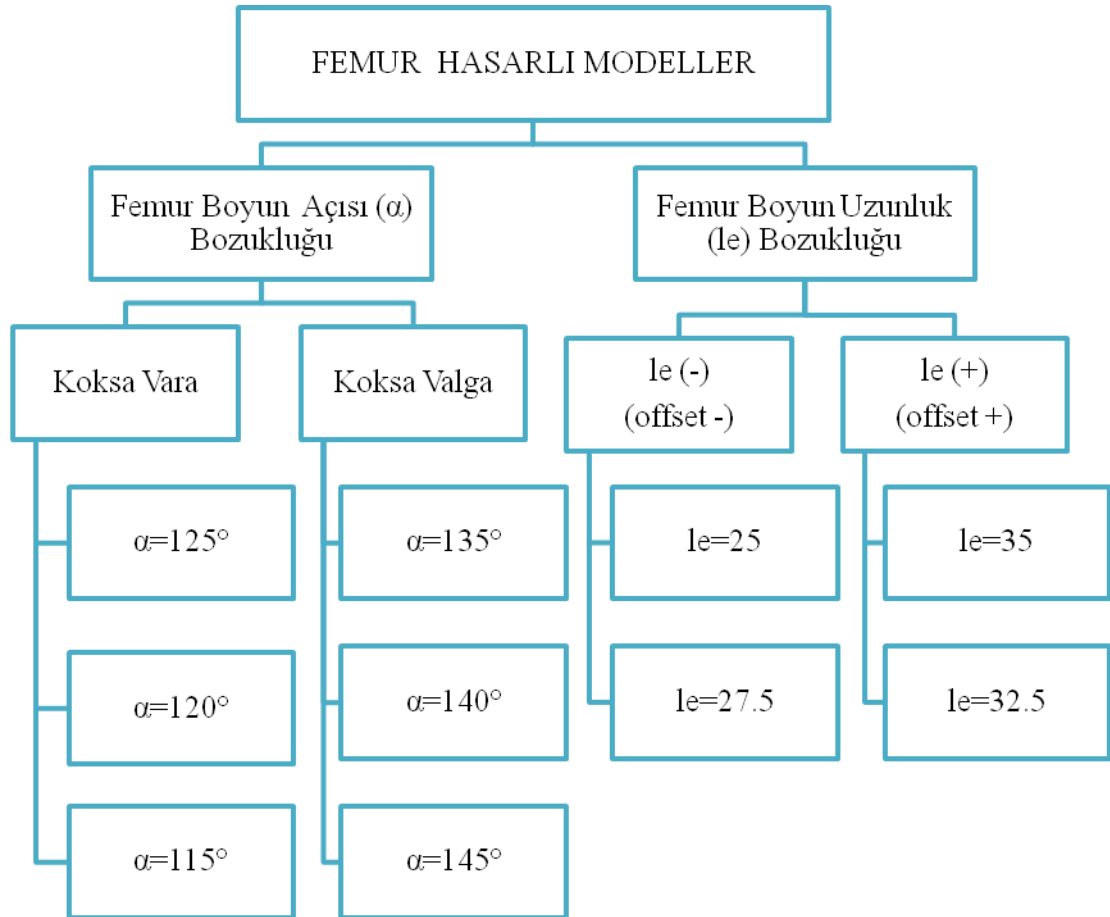 FEMUR HASARLI MODELLER
Femur Boyun Açısı (α)
Bozukluğu
Femur Boyun Uzunluk
(le) Bozukluğu
Koksa Vara
Koksa Valga
le (-)
(offset -)
le (+)
(offset +)
α=125°
α=135°
le=25
le=35
α=120°
α=140°
le=27.5
le=32.5
α=115°
α=145°